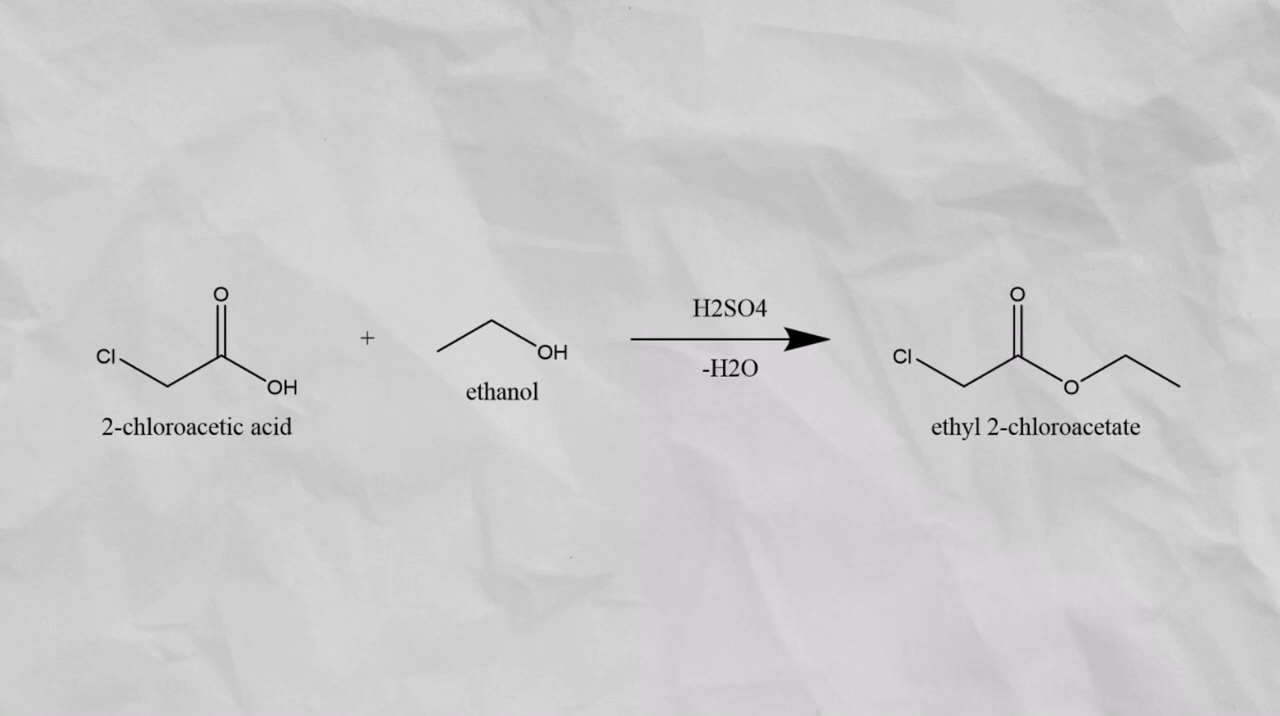 O
Cl
OH
2-chloroacetic acid
+
OH
ethanol
H2SO4
-H2O
O
Cl
O
ethyl 2-chloroacetate